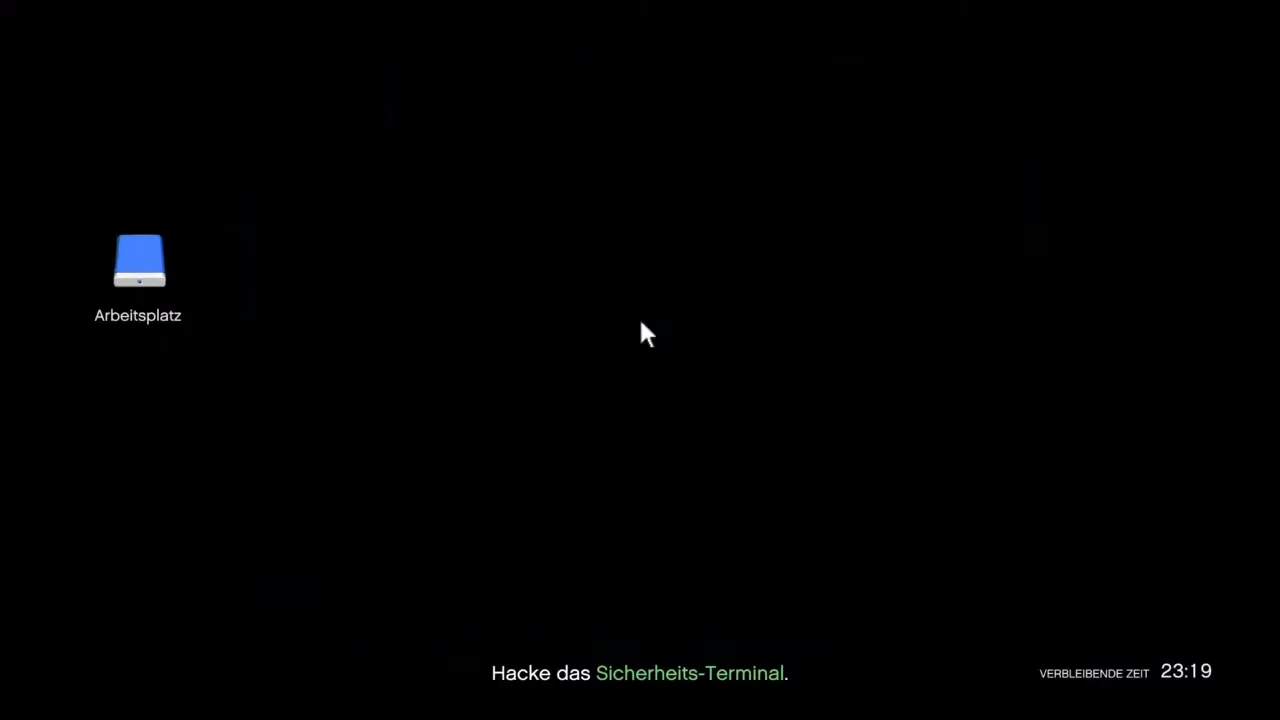 Arbeitsplatz
Hacke das Sicherheits-Terminal.
VERBLEIBENDE ZEIT 23:19